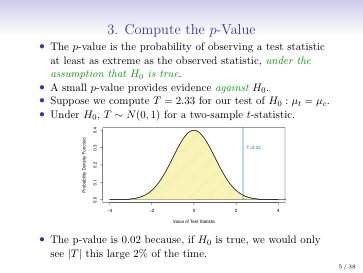 3. Compute the p-Value
• The p-value is the probability of observing a test statistic
at least as extreme as the observed statistic, under the
assumption that H₀ is true.
• A small p-value provides evidence against H₀.
• Suppose we compute T = 2.33 for our test of H₀ : μₜ = μ꜀.
• Under H₀, T ∼ N(0, 1) for a two-sample t-statistic.
Probability Density Function
0.4
0.3
0.2
0.1
0.0
T=2.33
−4 −2 0 2 4
Value of Test Statistic
• The p-value is 0.02 because, if H₀ is true, we would only
see |T| this large 2% of the time.
5 / 38